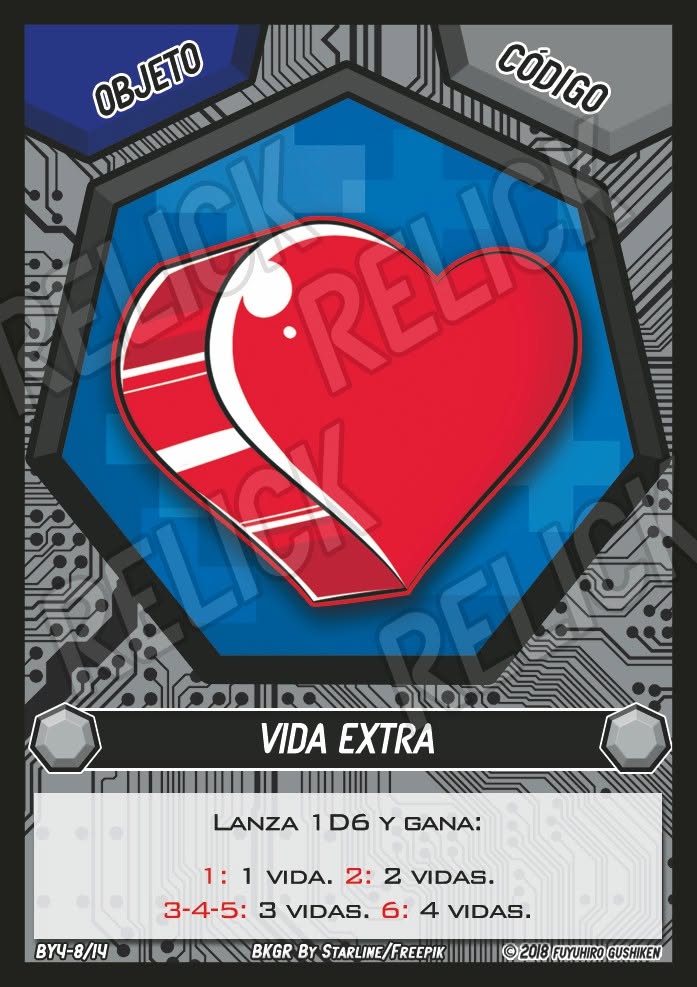 OBJETO
CÓDIGO
RELICK
RELICK
RELICK
RELICK
VIDA EXTRA
LANZA 1D6 Y GANA:
1: 1 VIDA. 2: 2 VIDAS.
3-4-5: 3 VIDAS. 6: 4 VIDAS.
BY4-8/14
BKGR BY STARLINE/FREEPIK
© 2018 FUYUHIRO GUSHIKEN